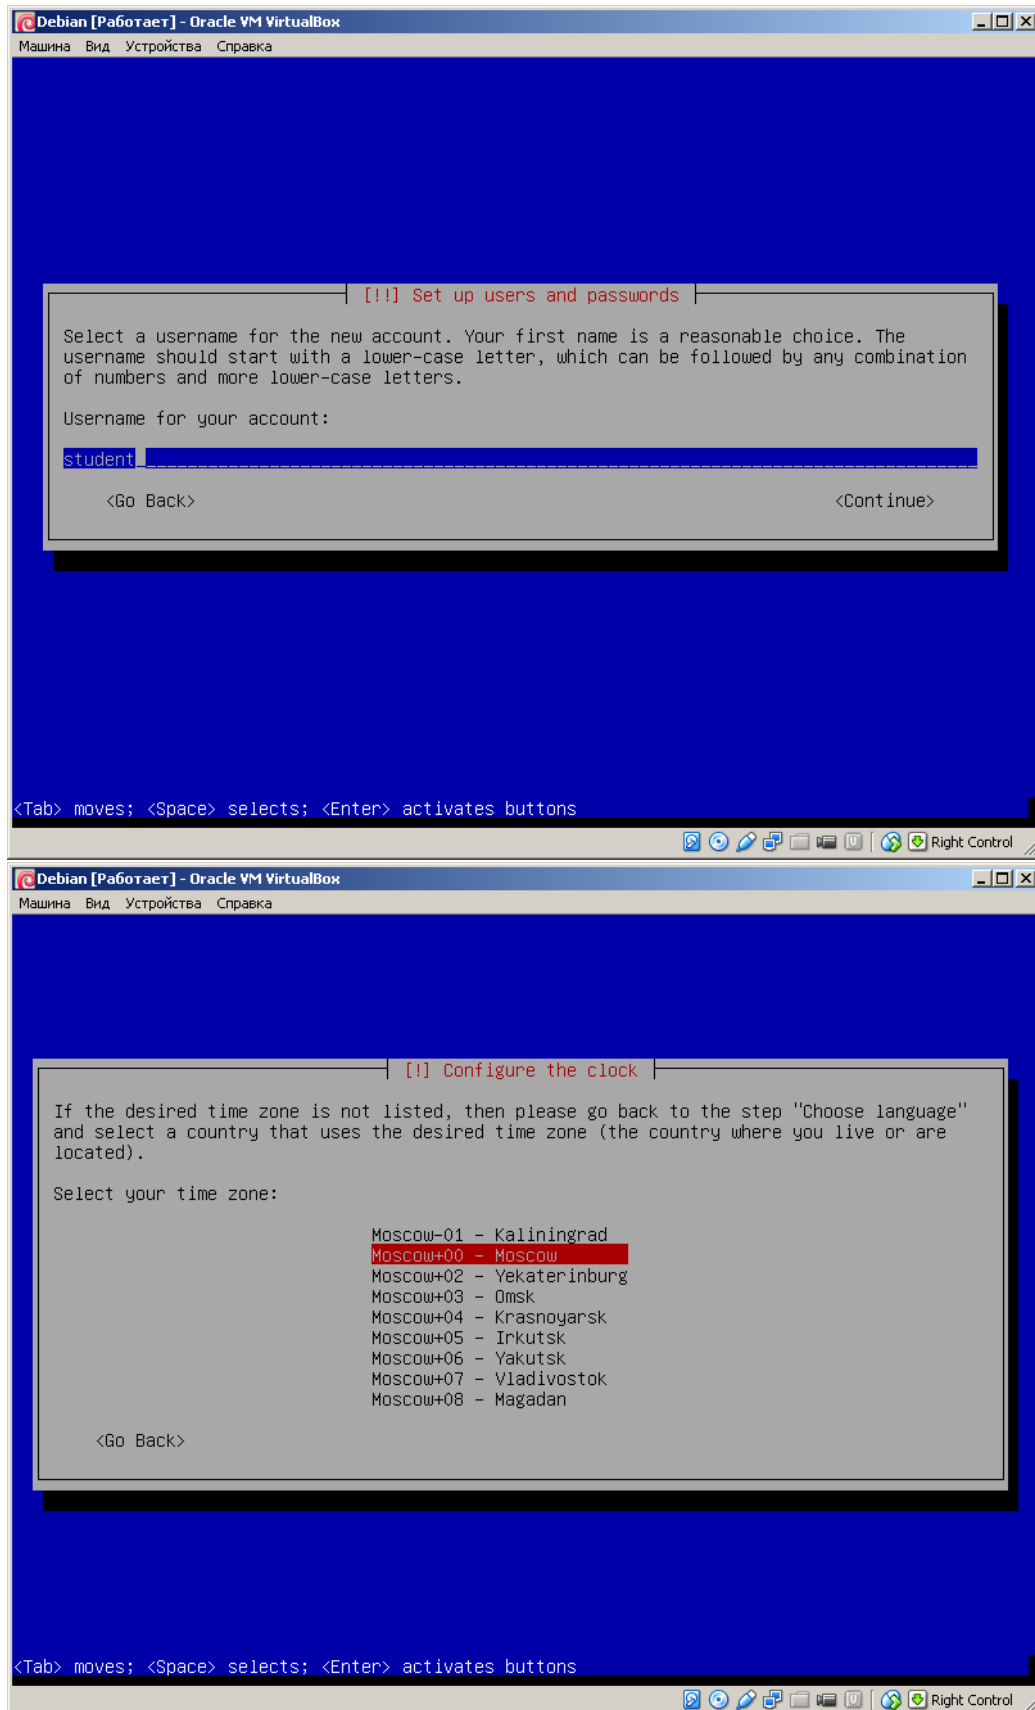 Debian [Работает] - Oracle VM VirtualBox
Машина Вид Устройства Справка
[!!] Set up users and passwords
Select a username for the new account. Your first name is a reasonable choice. The
username should start with a lower-case letter, which can be followed by any combination
of numbers and more lower-case letters.
Username for your account:
student
<Go Back> <Continue>
<Tab> moves; <Space> selects; <Enter> activates buttons
Right Control
Debian [Работает] - Oracle VM VirtualBox
Машина Вид Устройства Справка
[!] Configure the clock
If the desired time zone is not listed, then please go back to the step "Choose language"
and select a country that uses the desired time zone (the country where you live or are
located).
Select your time zone:
Moscow-01 - Kaliningrad
Moscow+00 - Moscow
Moscow+02 - Yekaterinburg
Moscow+03 - Omsk
Moscow+04 - Krasnoyarsk
Moscow+05 - Irkutsk
Moscow+06 - Yakutsk
Moscow+07 - Vladivostok
Moscow+08 - Magadan
<Go Back>
<Tab> moves; <Space> selects; <Enter> activates buttons
Right Control